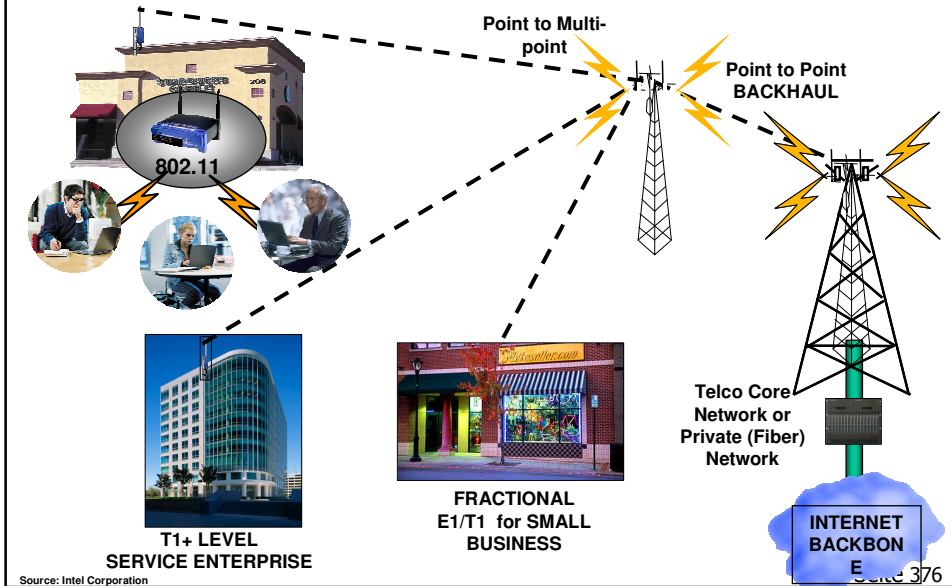 Point to Multi-
point
Point to Point
BACKHAUL
208
802.11
Telco Core
Network or
Private (Fiber)
Network
T1+ LEVEL
SERVICE ENTERPRISE
FRACTIONAL
E1/T1 for SMALL
BUSINESS
INTERNET
BACKBON
E
Source: Intel Corporation
Seite 376